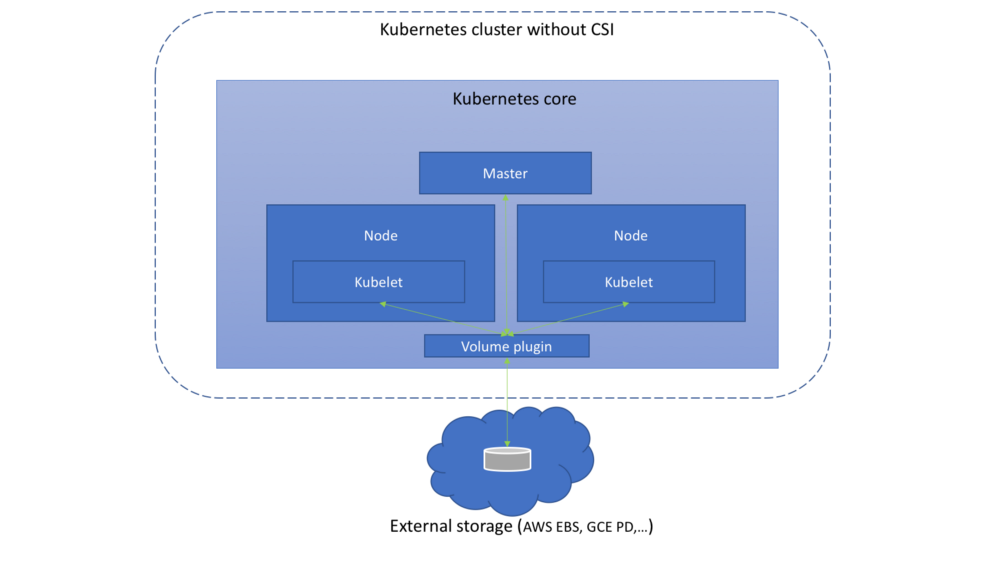 Kubernetes cluster without CSI
Kubernetes core
Master
Node
Node
Kubelet
Kubelet
Volume plugin
External storage (AWS EBS, GCE PD,...)